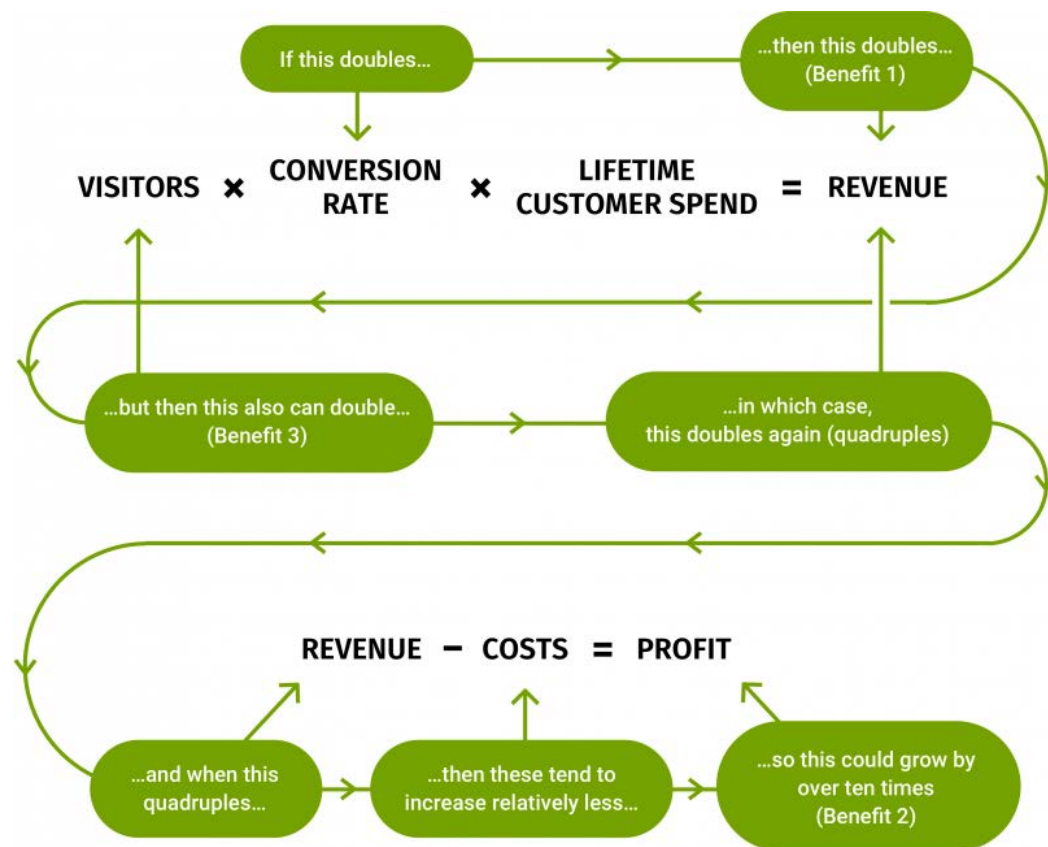 If this doubles...
...then this doubles...
(Benefit 1)
VISITORS × CONVERSION RATE × LIFETIME CUSTOMER SPEND = REVENUE
...but then this also can double...
(Benefit 3)
...in which case,
this doubles again (quadruples)
REVENUE – COSTS = PROFIT
...and when this
quadruples...
...then these tend to
increase relatively less...
...so this could grow by
over ten times
(Benefit 2)